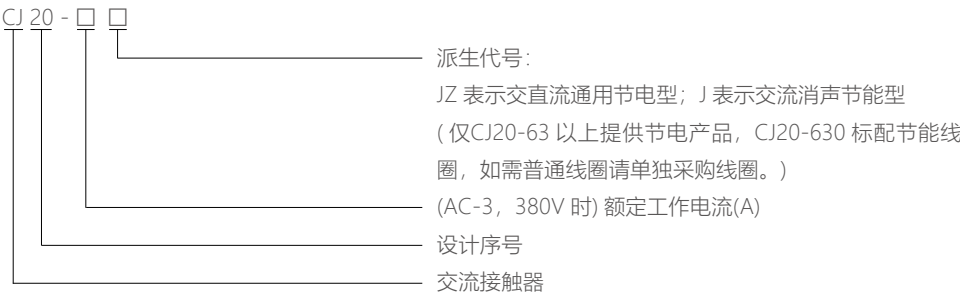 CJ 20 - □ □
派生代号:
JZ 表示交直流通用节电型；J 表示交流消声节能型
( 仅CJ20-63 以上提供节电产品，CJ20-630 标配节能线
圈，如需普通线圈请单独采购线圈。)
(AC-3，380V 时) 额定工作电流(A)
设计序号
交流接触器